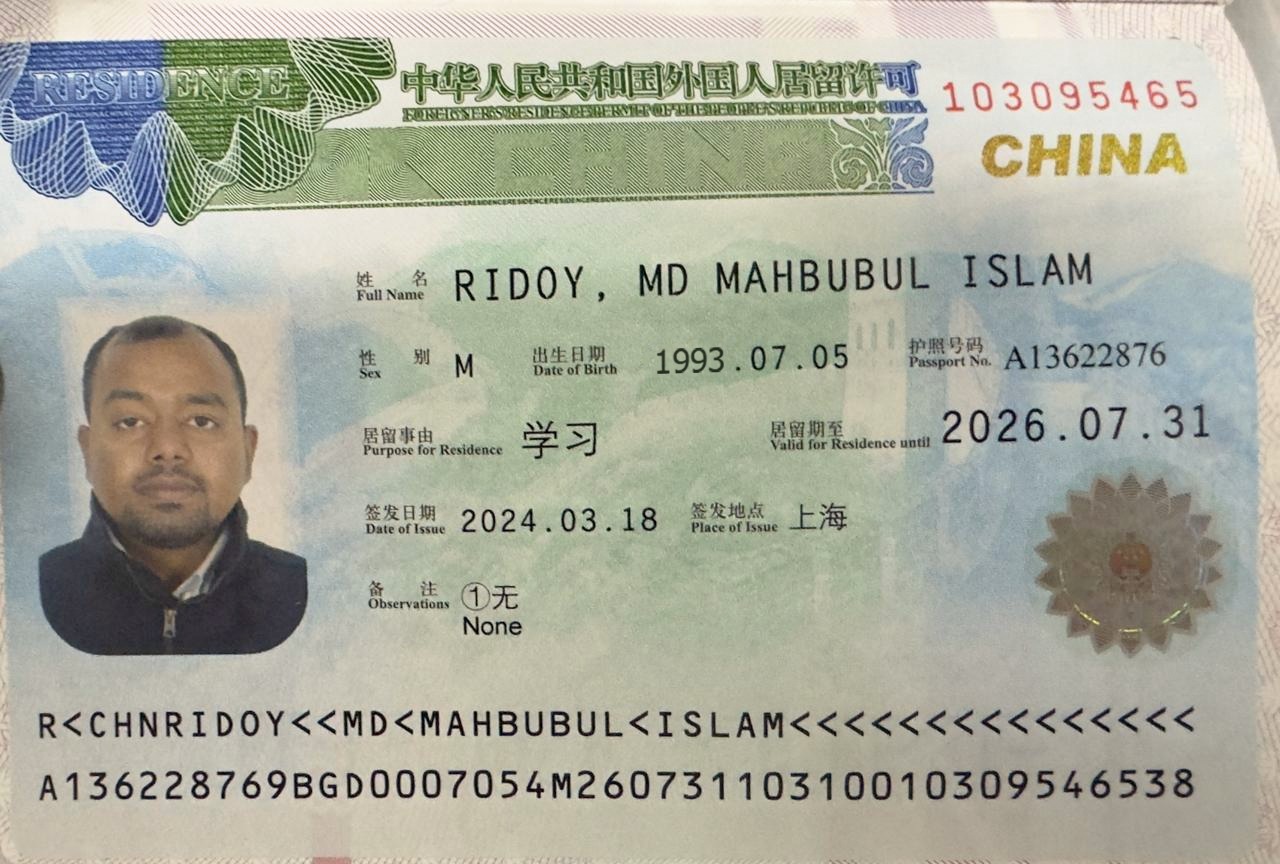 RESIDENCE
中华人民共和国外国人居留许可
FOREIGNER'S RESIDENCE PERMIT OF THE PEOPLE'S REPUBLIC OF CHINA
103095465
CHINA
CHINA
姓 名 Full Name RIDOY, MD MAHBUBUL ISLAM
性 别 Sex M 出生日期 Date of Birth 1993.07.05 护照号码 Passport No. A13622876
居留事由 Purpose for Residence 学习 居留期至 Valid for Residence until 2026.07.31
签发日期 Date of Issue 2024.03.18 签发地点 Place of Issue 上海
备 注 Observations ①无
None
R<CHNRIDOY<<MD<MAHBUBUL<ISLAM<<<<<<<<<<<<<<<
A136228769BGD0007054M26073110310010309546538